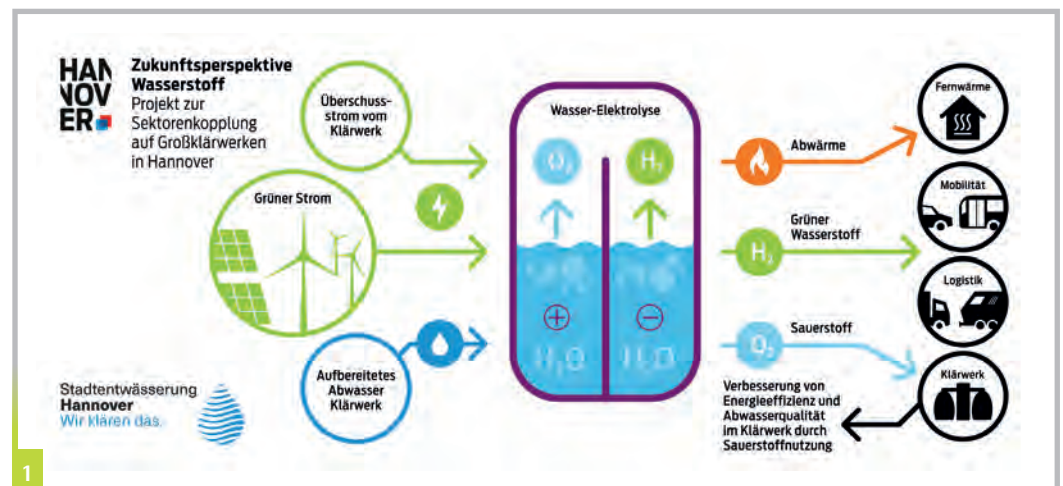 HAN
NOV
ER
Zukunftsperspektive
Wasserstoff
Projekt zur
Sektorenkopplung
auf Großklärwerken
in Hannover
Überschuss-
strom vom
Klärwerk
Grüner Strom
Aufbereitetes
Abwasser
Klärwerk
Stadtentwässerung
Hannover
Wir klären das.
Wasser-Elektrolyse
O₂
H₂
+
−
H₂O
H₂O
Abwärme
Grüner
Wasserstoff
H₂
Sauerstoff
O₂
Fernwärme
Mobilität
Logistik
Klärwerk
Verbesserung von
Energieeffizienz und
Abwasserqualität
im Klärwerk durch
Sauerstoffnutzung
1